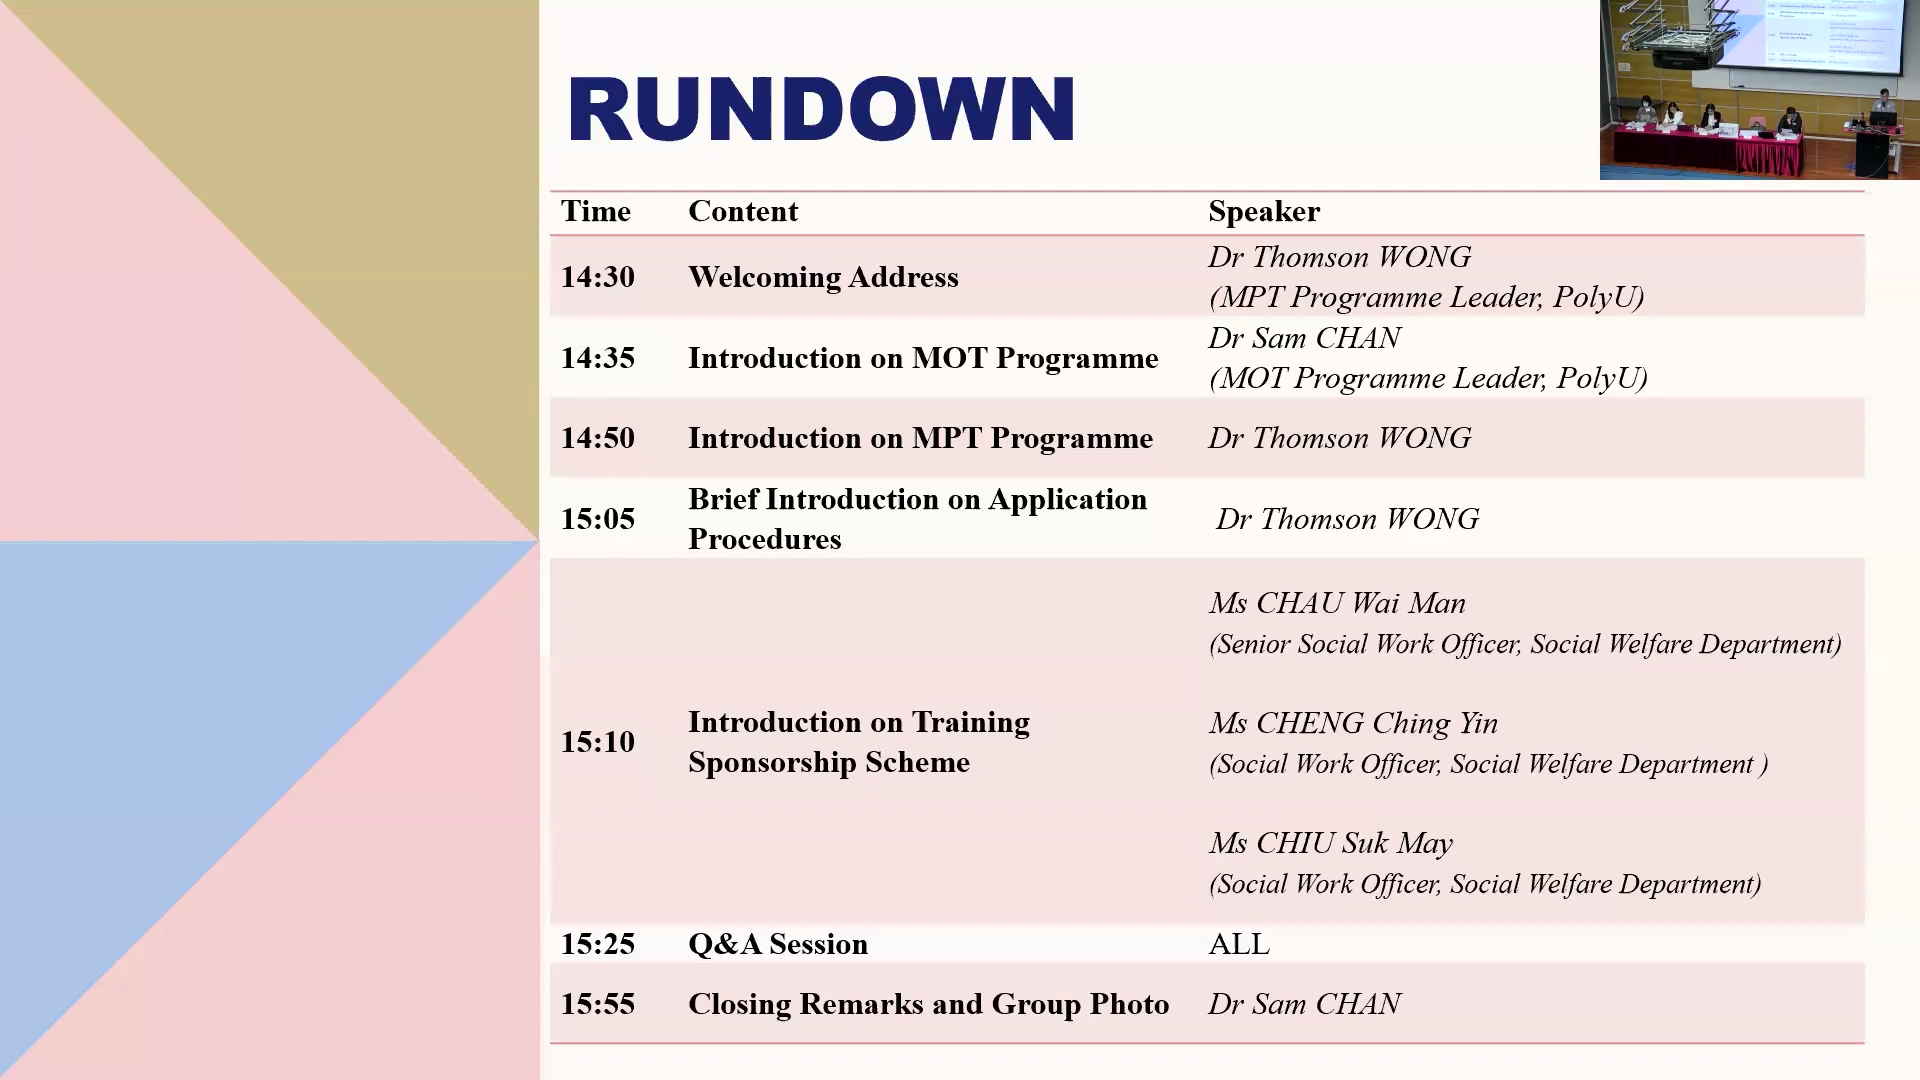 RUNDOWN
Time Content Speaker
14:30 Welcoming Address Dr Thomson WONG
(MPT Programme Leader, PolyU)
14:35 Introduction on MOT Programme Dr Sam CHAN
(MOT Programme Leader, PolyU)
14:50 Introduction on MPT Programme Dr Thomson WONG
15:05 Brief Introduction on Application
Procedures
Dr Thomson WONG
15:10 Introduction on Training
Sponsorship Scheme
Ms CHAU Wai Man
(Senior Social Work Officer, Social Welfare Department)
Ms CHENG Ching Yin
(Social Work Officer, Social Welfare Department )
Ms CHIU Suk May
(Social Work Officer, Social Welfare Department)
15:25 Q&A Session ALL
15:55 Closing Remarks and Group Photo Dr Sam CHAN